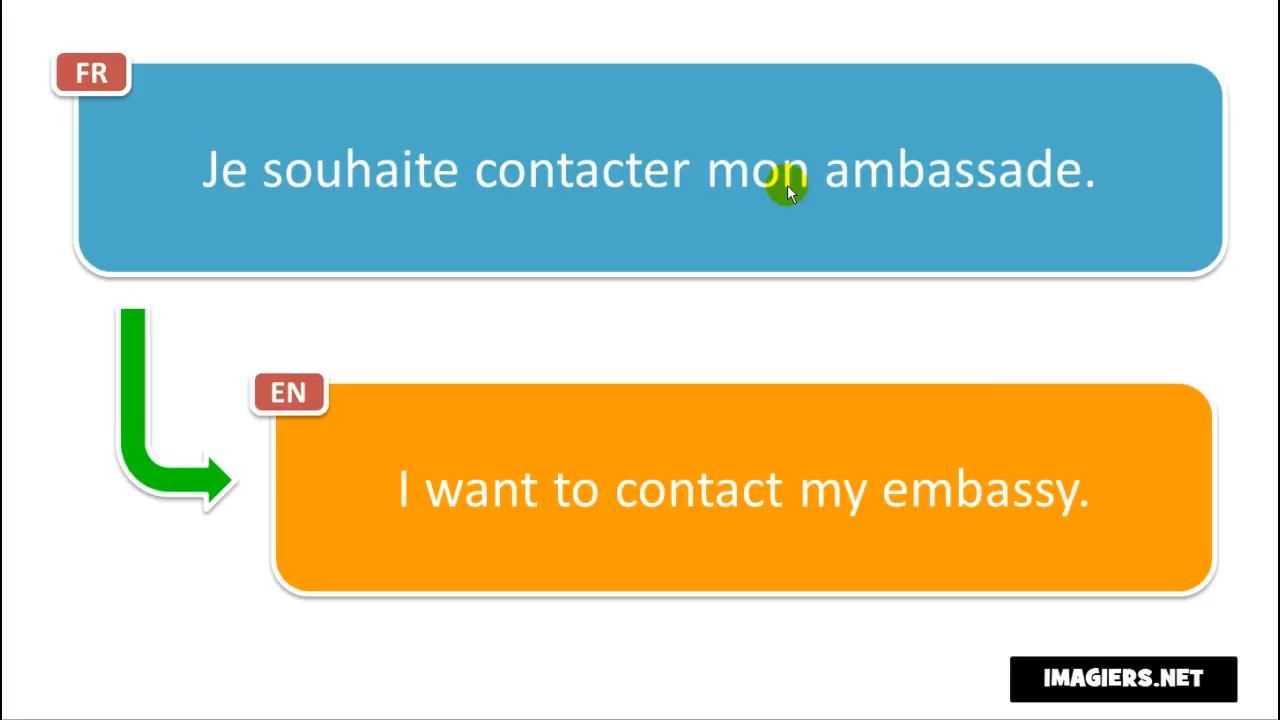 FR
Je souhaite contacter mon ambassade.
EN
I want to contact my embassy.
IMAGIERS.NET